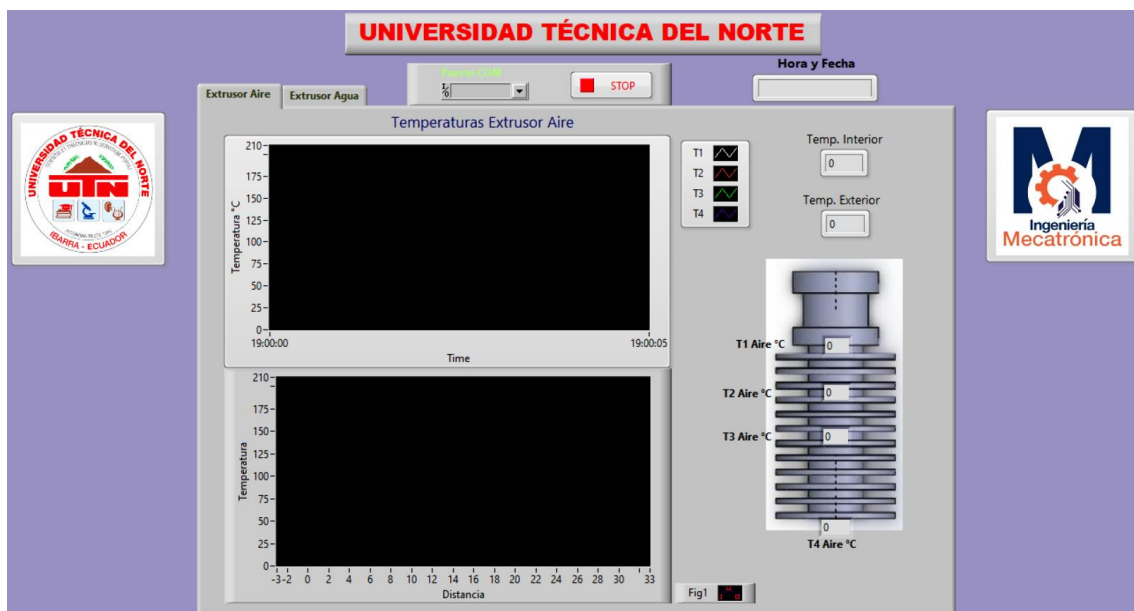 UNIVERSIDAD TÉCNICA DEL NORTE
Puerto COM
STOP
Hora y Fecha
Extrusor Aire
Extrusor Agua
UNIVERSIDAD TÉCNICA DEL NORTE
UTN
IBARRA - ECUADOR
Temperaturas Extrusor Aire
210
175
150
125
100
75
50
25
0
Temperatura °C
19:00:00
19:00:05
Time
T1
T2
T3
T4
Temp. Interior
0
Temp. Exterior
0
Ingeniería
Mecatrónica
T1 Aire °C
0
T2 Aire °C
0
T3 Aire °C
0
0
T4 Aire °C
210
175
150
125
100
75
50
25
0
Temperatura
-3 -2 0 2 4 6 8 10 12 14 16 18 20 22 24 26 28 30 33
Distancia
Fig1